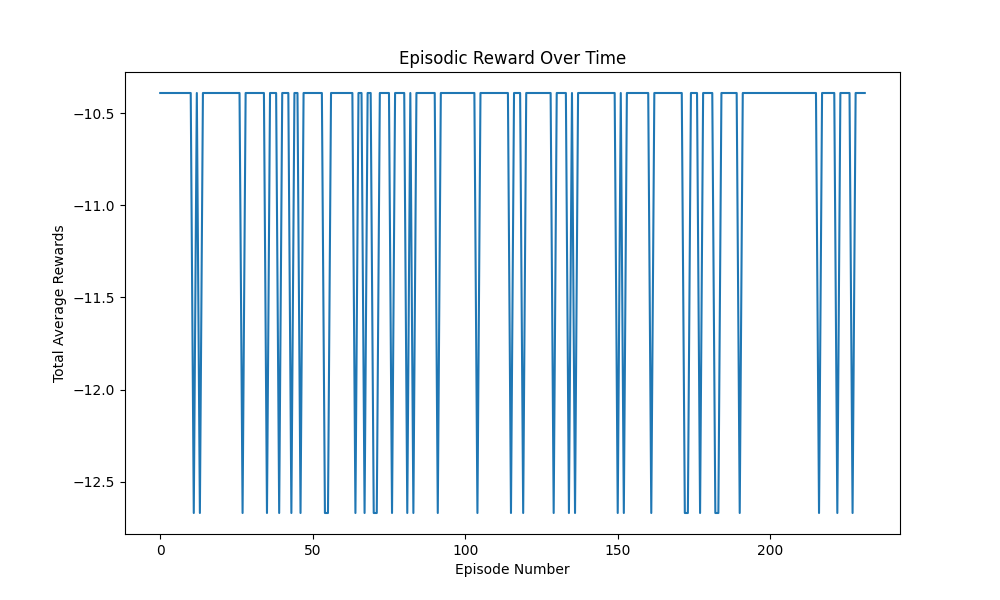 Episodic Reward Over Time
−10.5
−11.0
−11.5
−12.0
−12.5
Total Average Rewards
0 50 100 150 200
Episode Number